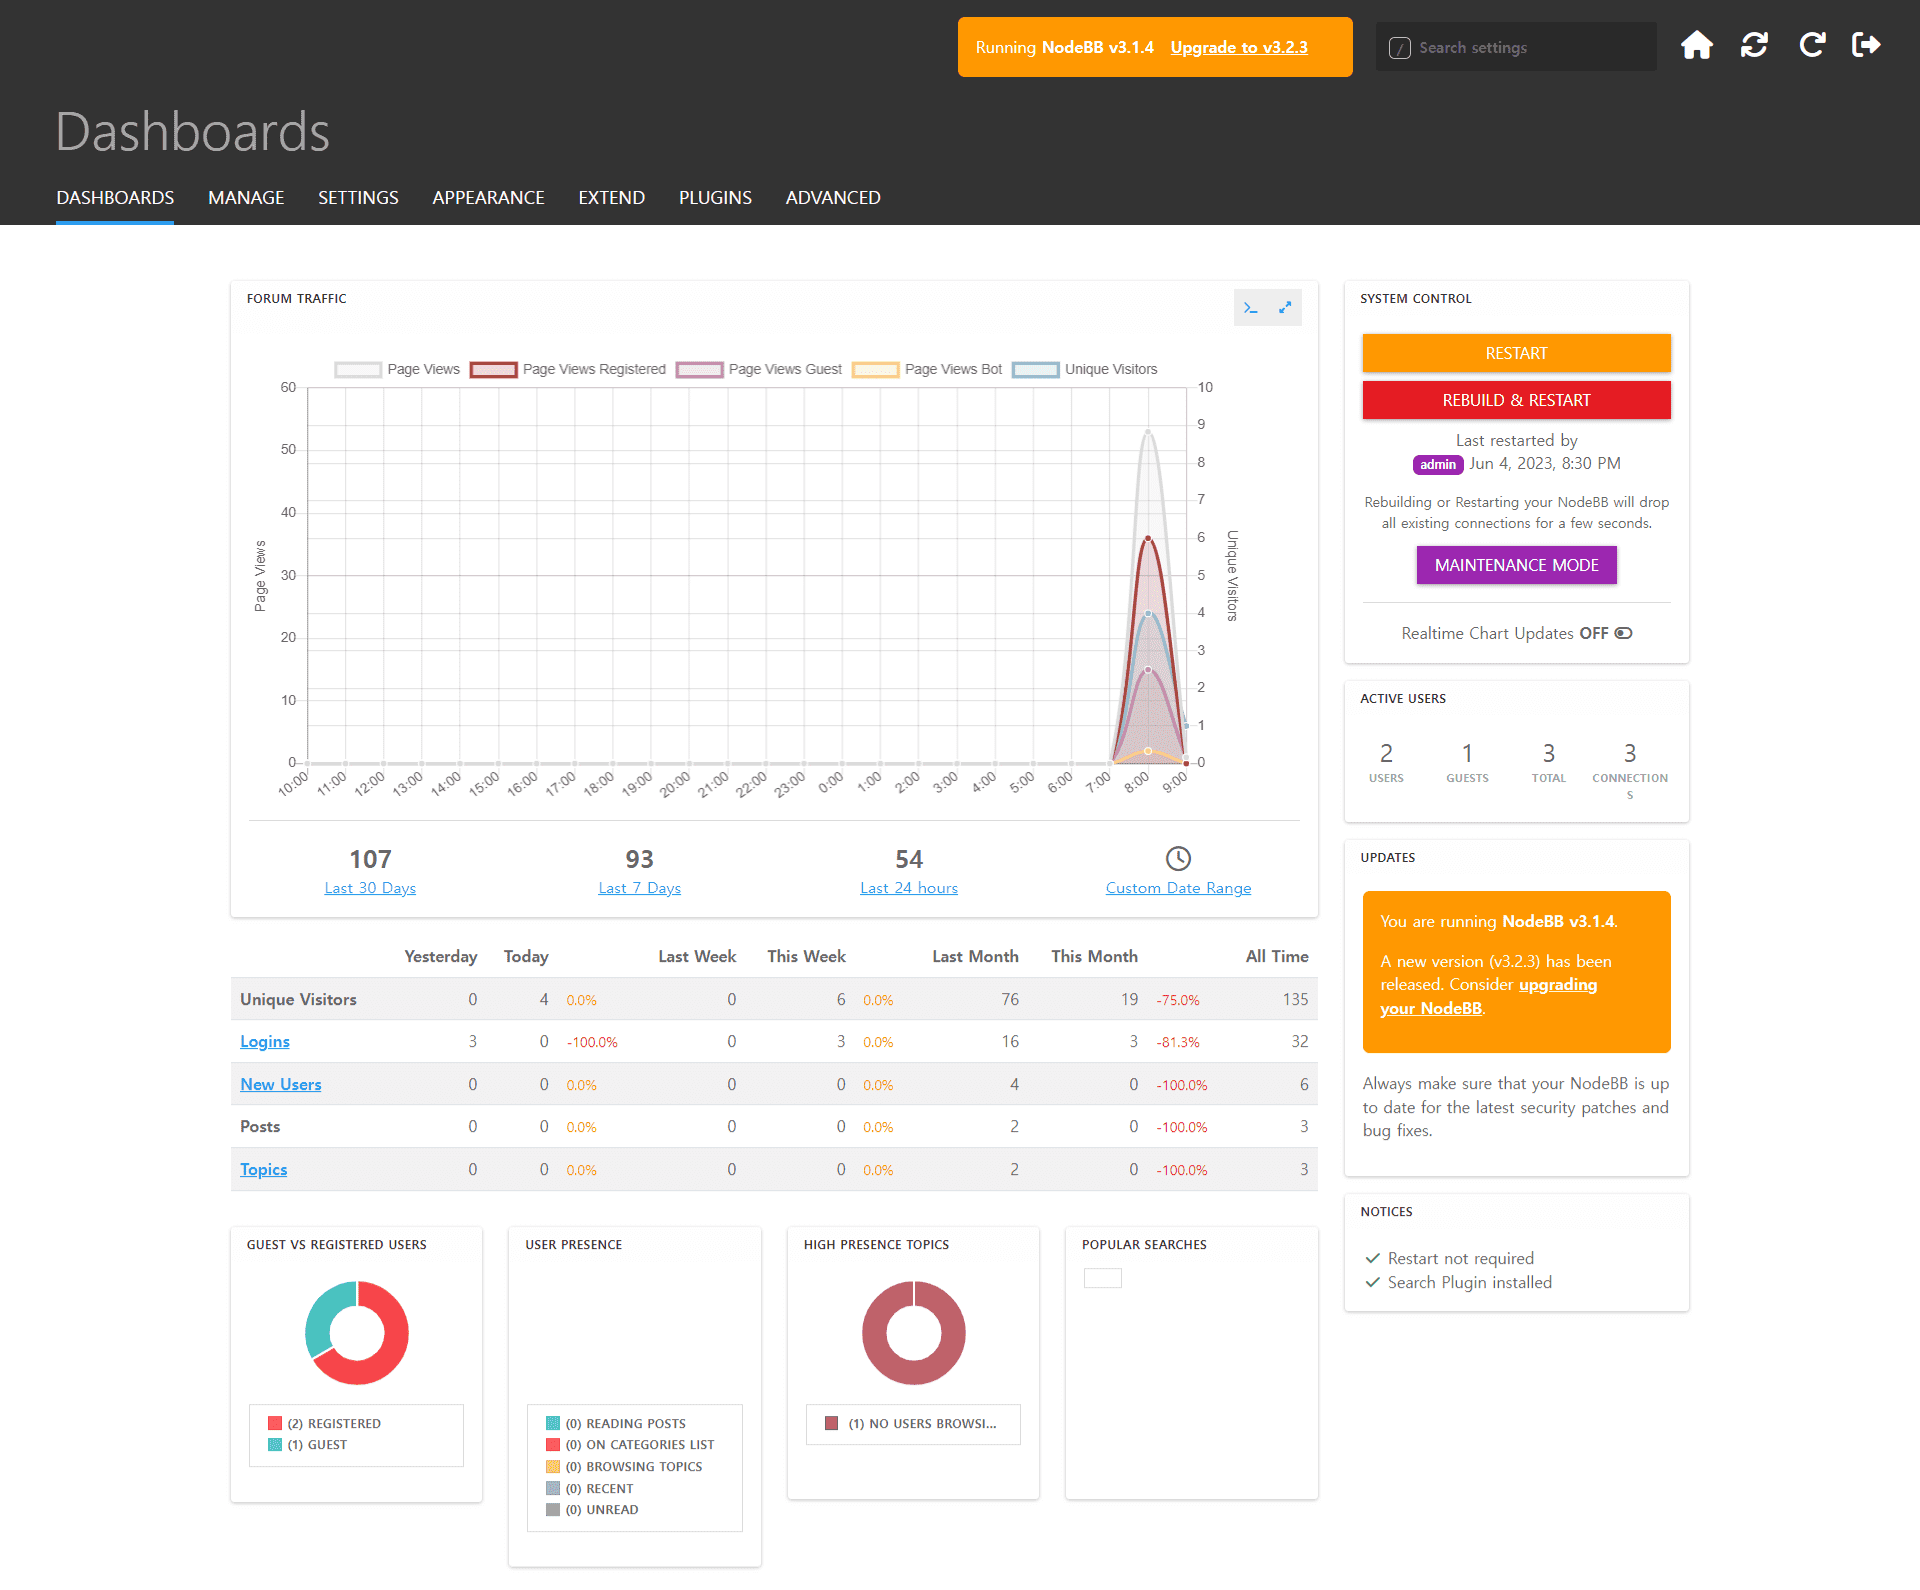 Running NodeBB v3.1.4 Upgrade to v3.2.3
/ Search settings
Dashboards
DASHBOARDS MANAGE SETTINGS APPEARANCE EXTEND PLUGINS ADVANCED
FORUM TRAFFIC
>_
Page Views Page Views Registered Page Views Guest Page Views Bot Unique Visitors
60
50
40
30
20
10
0
Page Views
10
9
8
7
6
5
4
3
2
1
0
Unique Visitors
10:00 11:00 12:00 13:00 14:00 15:00 16:00 17:00 18:00 19:00 20:00 21:00 22:00 23:00 0:00 1:00 2:00 3:00 4:00 5:00 6:00 7:00 8:00 9:00
107 93 54
Last 30 Days Last 7 Days Last 24 hours Custom Date Range
Yesterday Today Last Week This Week Last Month This Month All Time
Unique Visitors 0 4 0.0% 0 6 0.0% 76 19 -75.0% 135
Logins 3 0 -100.0% 0 3 0.0% 16 3 -81.3% 32
New Users 0 0 0.0% 0 0 0.0% 4 0 -100.0% 6
Posts 0 0 0.0% 0 0 0.0% 2 0 -100.0% 3
Topics 0 0 0.0% 0 0 0.0% 2 0 -100.0% 3
GUEST VS REGISTERED USERS
(2) REGISTERED
(1) GUEST
USER PRESENCE
(0) READING POSTS
(0) ON CATEGORIES LIST
(0) BROWSING TOPICS
(0) RECENT
(0) UNREAD
HIGH PRESENCE TOPICS
(1) NO USERS BROWSI...
POPULAR SEARCHES
SYSTEM CONTROL
RESTART
REBUILD & RESTART
Last restarted by
admin Jun 4, 2023, 8:30 PM
Rebuilding or Restarting your NodeBB will drop
all existing connections for a few seconds.
MAINTENANCE MODE
Realtime Chart Updates OFF
ACTIVE USERS
2 1 3 3
USERS GUESTS TOTAL CONNECTION
S
UPDATES
You are running NodeBB v3.1.4.
A new version (v3.2.3) has been
released. Consider upgrading
your NodeBB.
Always make sure that your NodeBB is up
to date for the latest security patches and
bug fixes.
NOTICES
Restart not required
Search Plugin installed